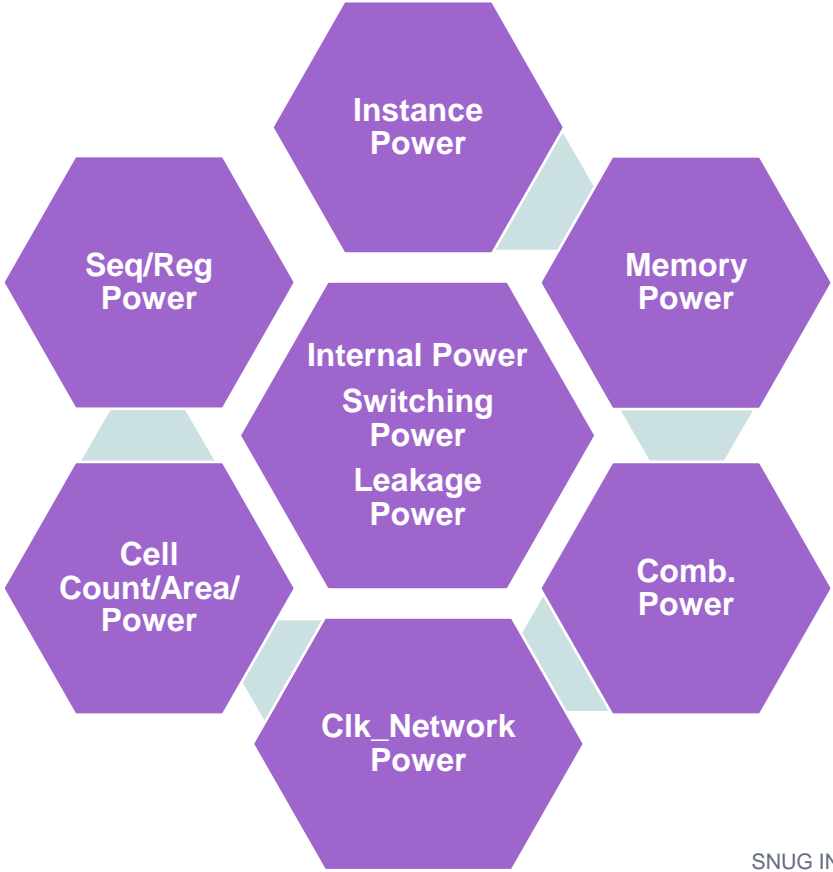 Instance
Power
Seq/Reg
Power
Memory
Power
Internal Power
Switching
Power
Leakage
Power
Cell
Count/Area/
Power
Comb.
Power
Clk_Network
Power
SNUG IN